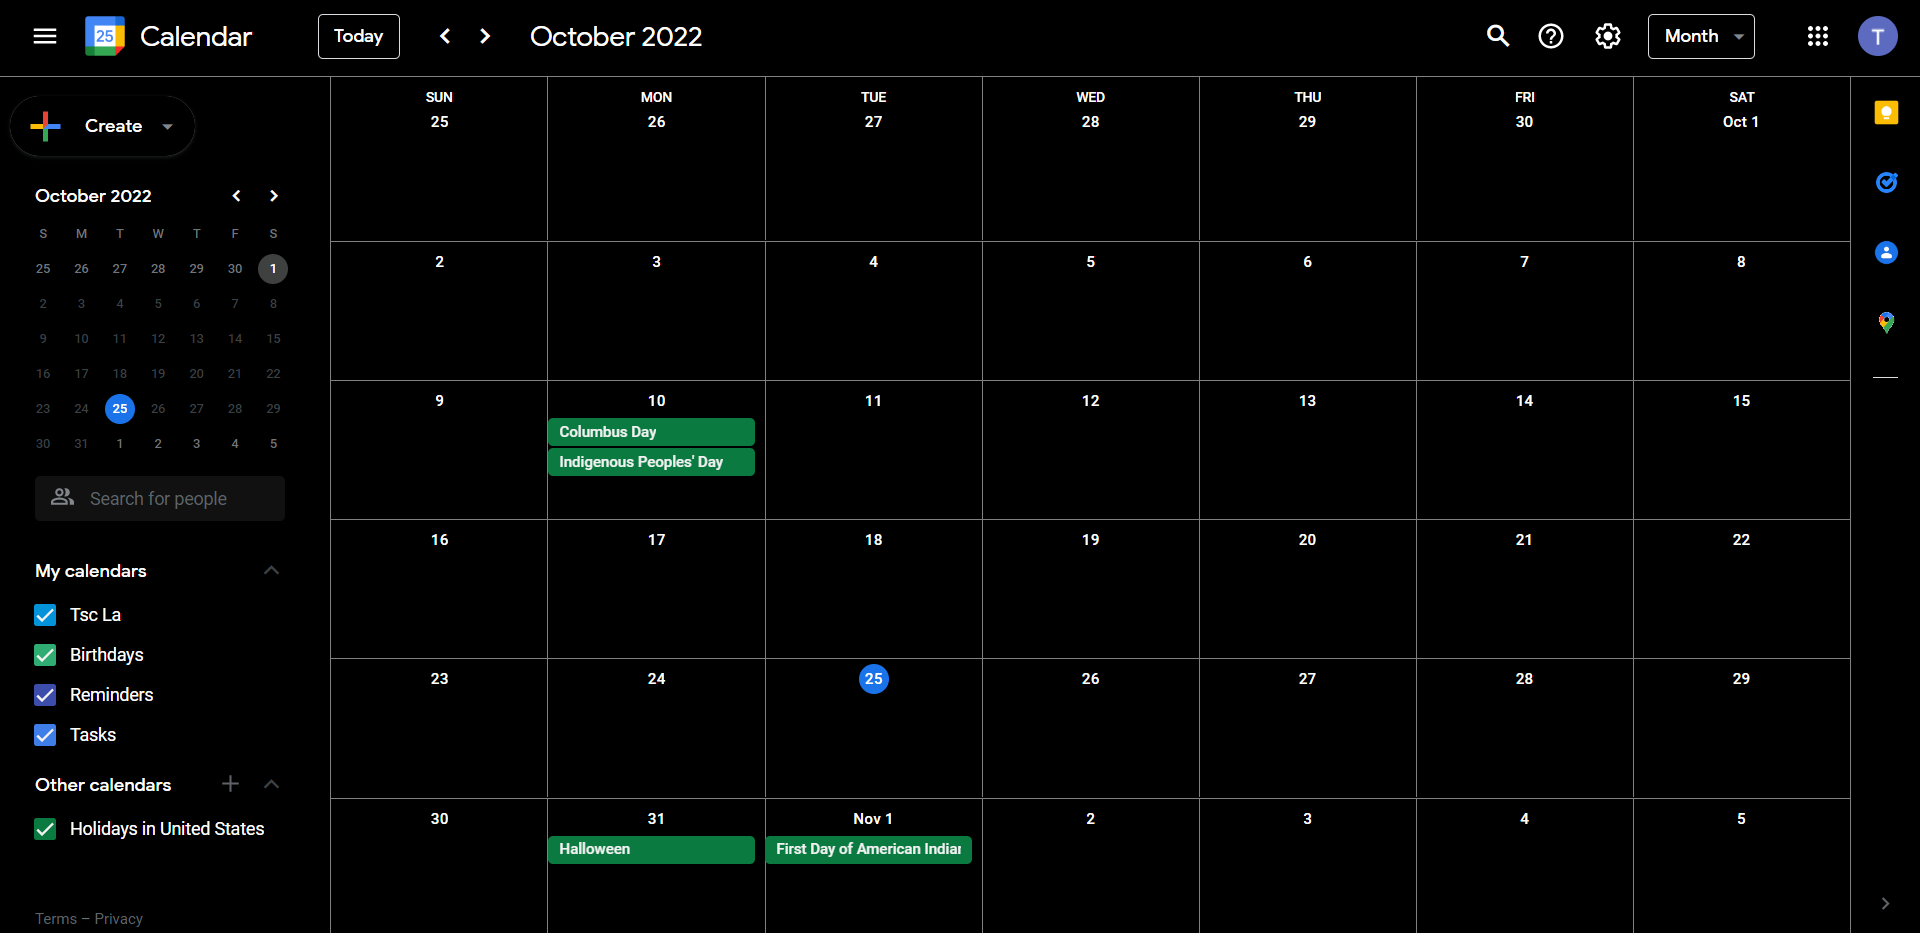 25 Calendar Today October 2022 Month T
Create
October 2022
S M T W T F S
25 26 27 28 29 30 1
2 3 4 5 6 7 8
9 10 11 12 13 14 15
16 17 18 19 20 21 22
23 24 25 26 27 28 29
30 31 1 2 3 4 5
Search for people
My calendars
Tsc La
Birthdays
Reminders
Tasks
Other calendars
Holidays in United States
Terms – Privacy
SUN MON TUE WED THU FRI SAT
25 26 27 28 29 30 Oct 1
2 3 4 5 6 7 8
9 10 11 12 13 14 15
Columbus Day
Indigenous Peoples' Day
16 17 18 19 20 21 22
23 24 25 26 27 28 29
30 31 Nov 1 2 3 4 5
Halloween First Day of American Indian